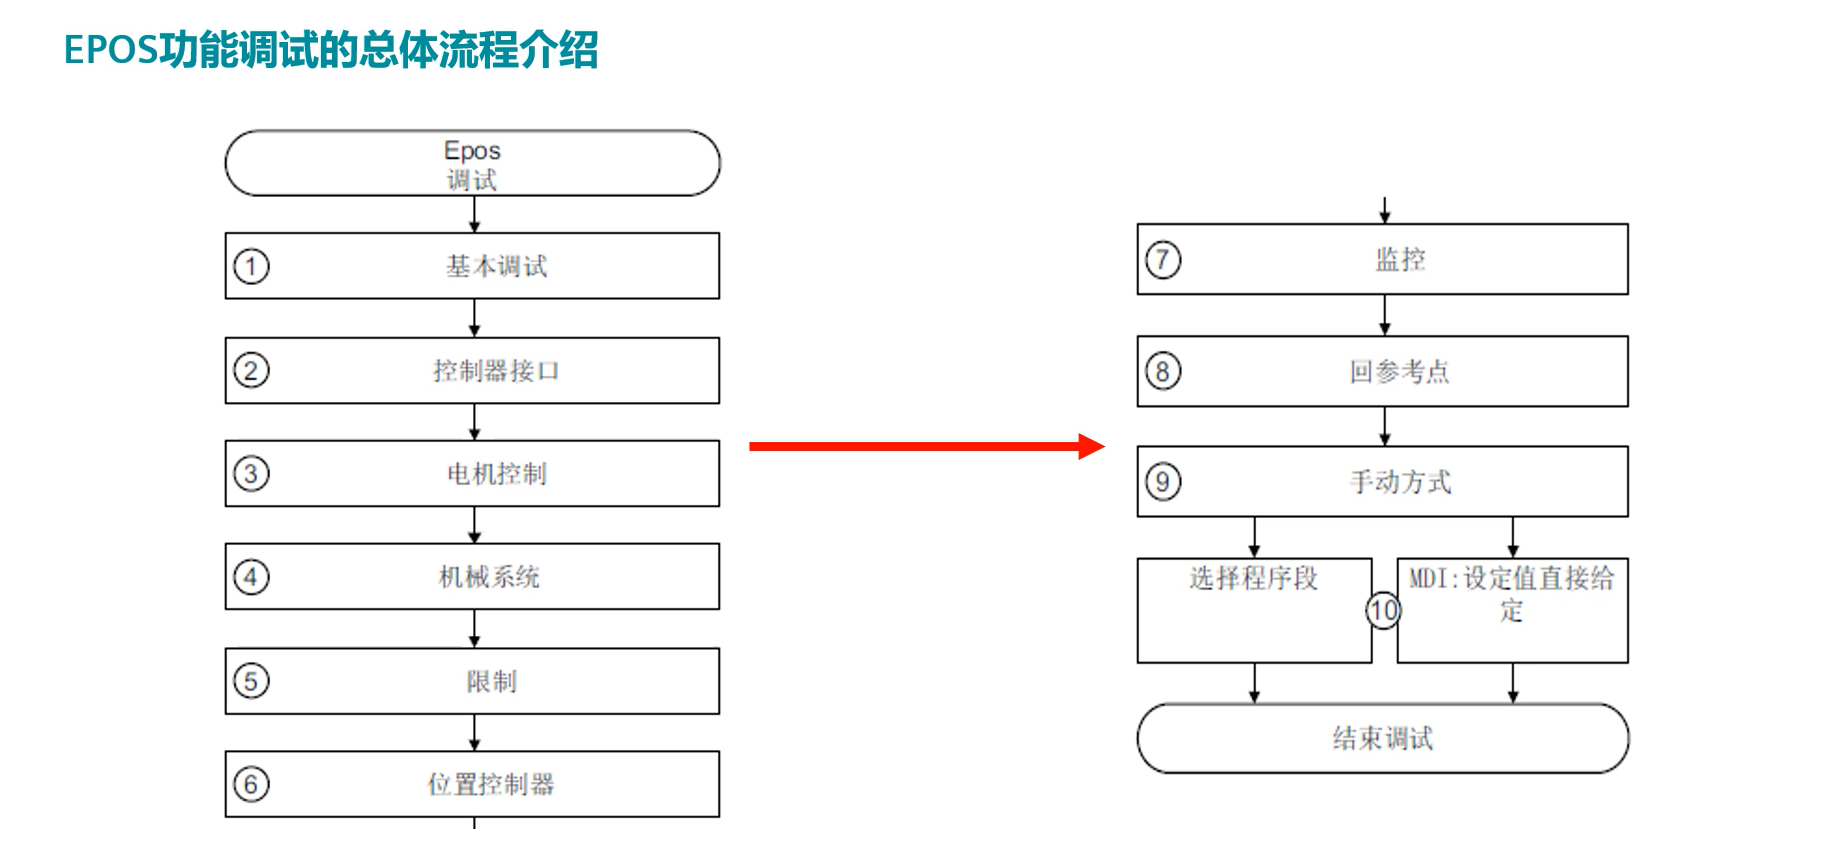 EPOS功能调试的总体流程介绍
Epos
调试
① 基本调试
② 控制器接口
③ 电机控制
④ 机械系统
⑤ 限制
⑥ 位置控制器
⑦ 监控
⑧ 回参考点
⑨ 手动方式
选择程序段
⑩
MDI:设定值直接给
定
结束调试